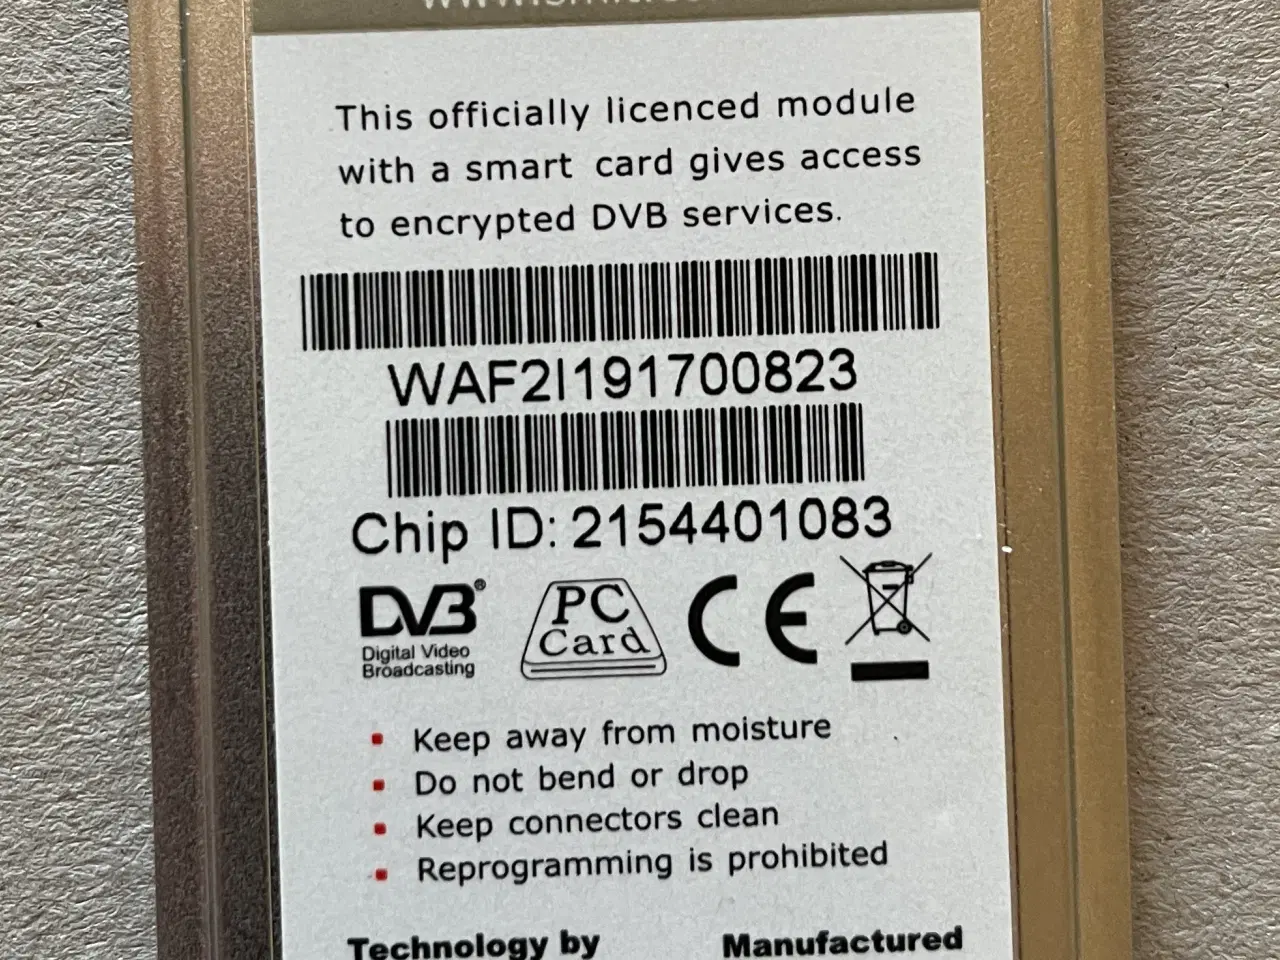 This officially licenced module
with a smart card gives access
to encrypted DVB services.
WAF2I191700823
Chip ID: 2154401083
DVB®
Digital Video
Broadcasting
PC
Card
CE
Keep away from moisture
Do not bend or drop
Keep connectors clean
Reprogramming is prohibited
Technology by Manufactured